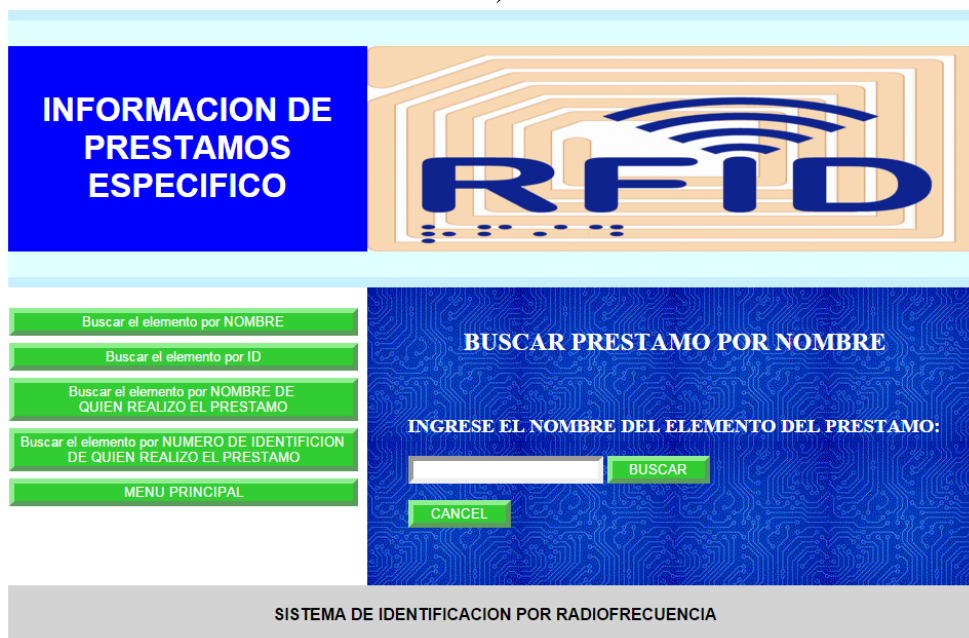 INFORMACION DE
PRESTAMOS
ESPECIFICO
RFID
Buscar el elemento por NOMBRE
Buscar el elemento por ID
Buscar el elemento por NOMBRE DE
QUIEN REALIZO EL PRESTAMO
Buscar el elemento por NUMERO DE IDENTIFICION
DE QUIEN REALIZO EL PRESTAMO
MENU PRINCIPAL
BUSCAR PRESTAMO POR NOMBRE
INGRESE EL NOMBRE DEL ELEMENTO DEL PRESTAMO:
BUSCAR
CANCEL
SISTEMA DE IDENTIFICACION POR RADIOFRECUENCIA